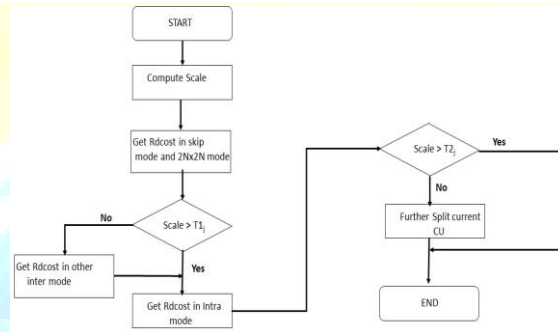 START
Compute Scale
Get Rdcost in skip
mode and 2Nx2N mode
Scale > T1j
No
Yes
Get Rdcost in other
inter mode
Get Rdcost in Intra
mode
Scale > T2j
Yes
No
Further Split current
CU
END